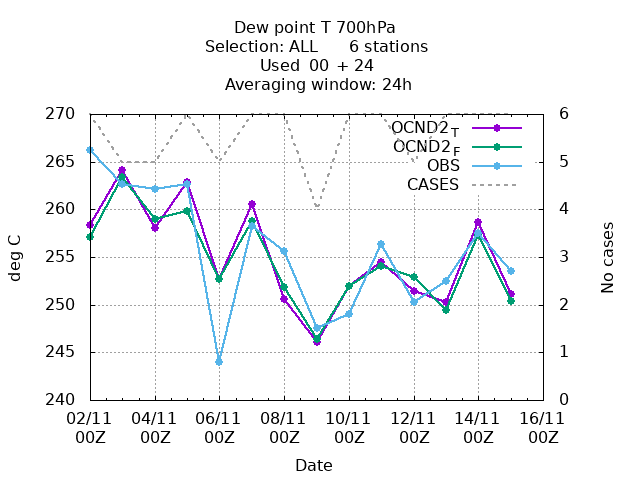 Dew point T 700hPa
Selection: ALL 6 stations
Used 00 + 24
Averaging window: 24h
270 6
265 5
260 4
255 3
250 2
245 1
240 0
OCND2_T
OCND2_F
OBS
CASES
deg C
No cases
02/11 04/11 06/11 08/11 10/11 12/11 14/11 16/11
00Z 00Z 00Z 00Z 00Z 00Z 00Z 00Z
Date